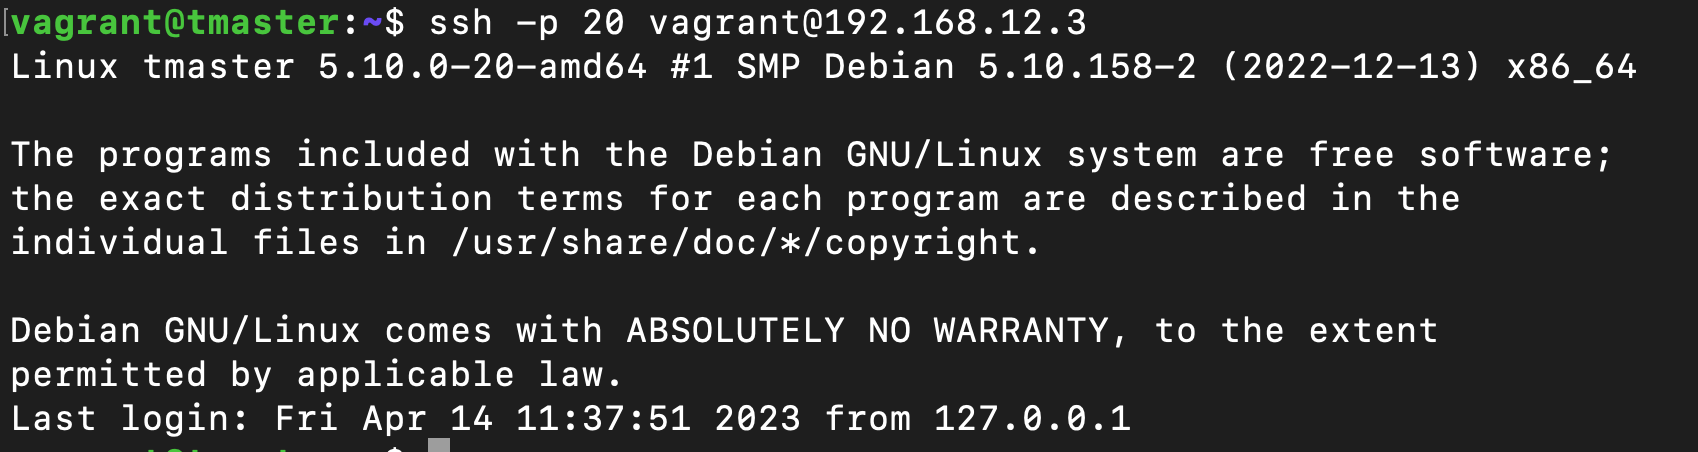 [vagrant@tmaster:~$ ssh -p 20 vagrant@192.168.12.3
Linux tmaster 5.10.0-20-amd64 #1 SMP Debian 5.10.158-2 (2022-12-13) x86_64
The programs included with the Debian GNU/Linux system are free software;
the exact distribution terms for each program are described in the
individual files in /usr/share/doc/*/copyright.
Debian GNU/Linux comes with ABSOLUTELY NO WARRANTY, to the extent
permitted by applicable law.
Last login: Fri Apr 14 11:37:51 2023 from 127.0.0.1